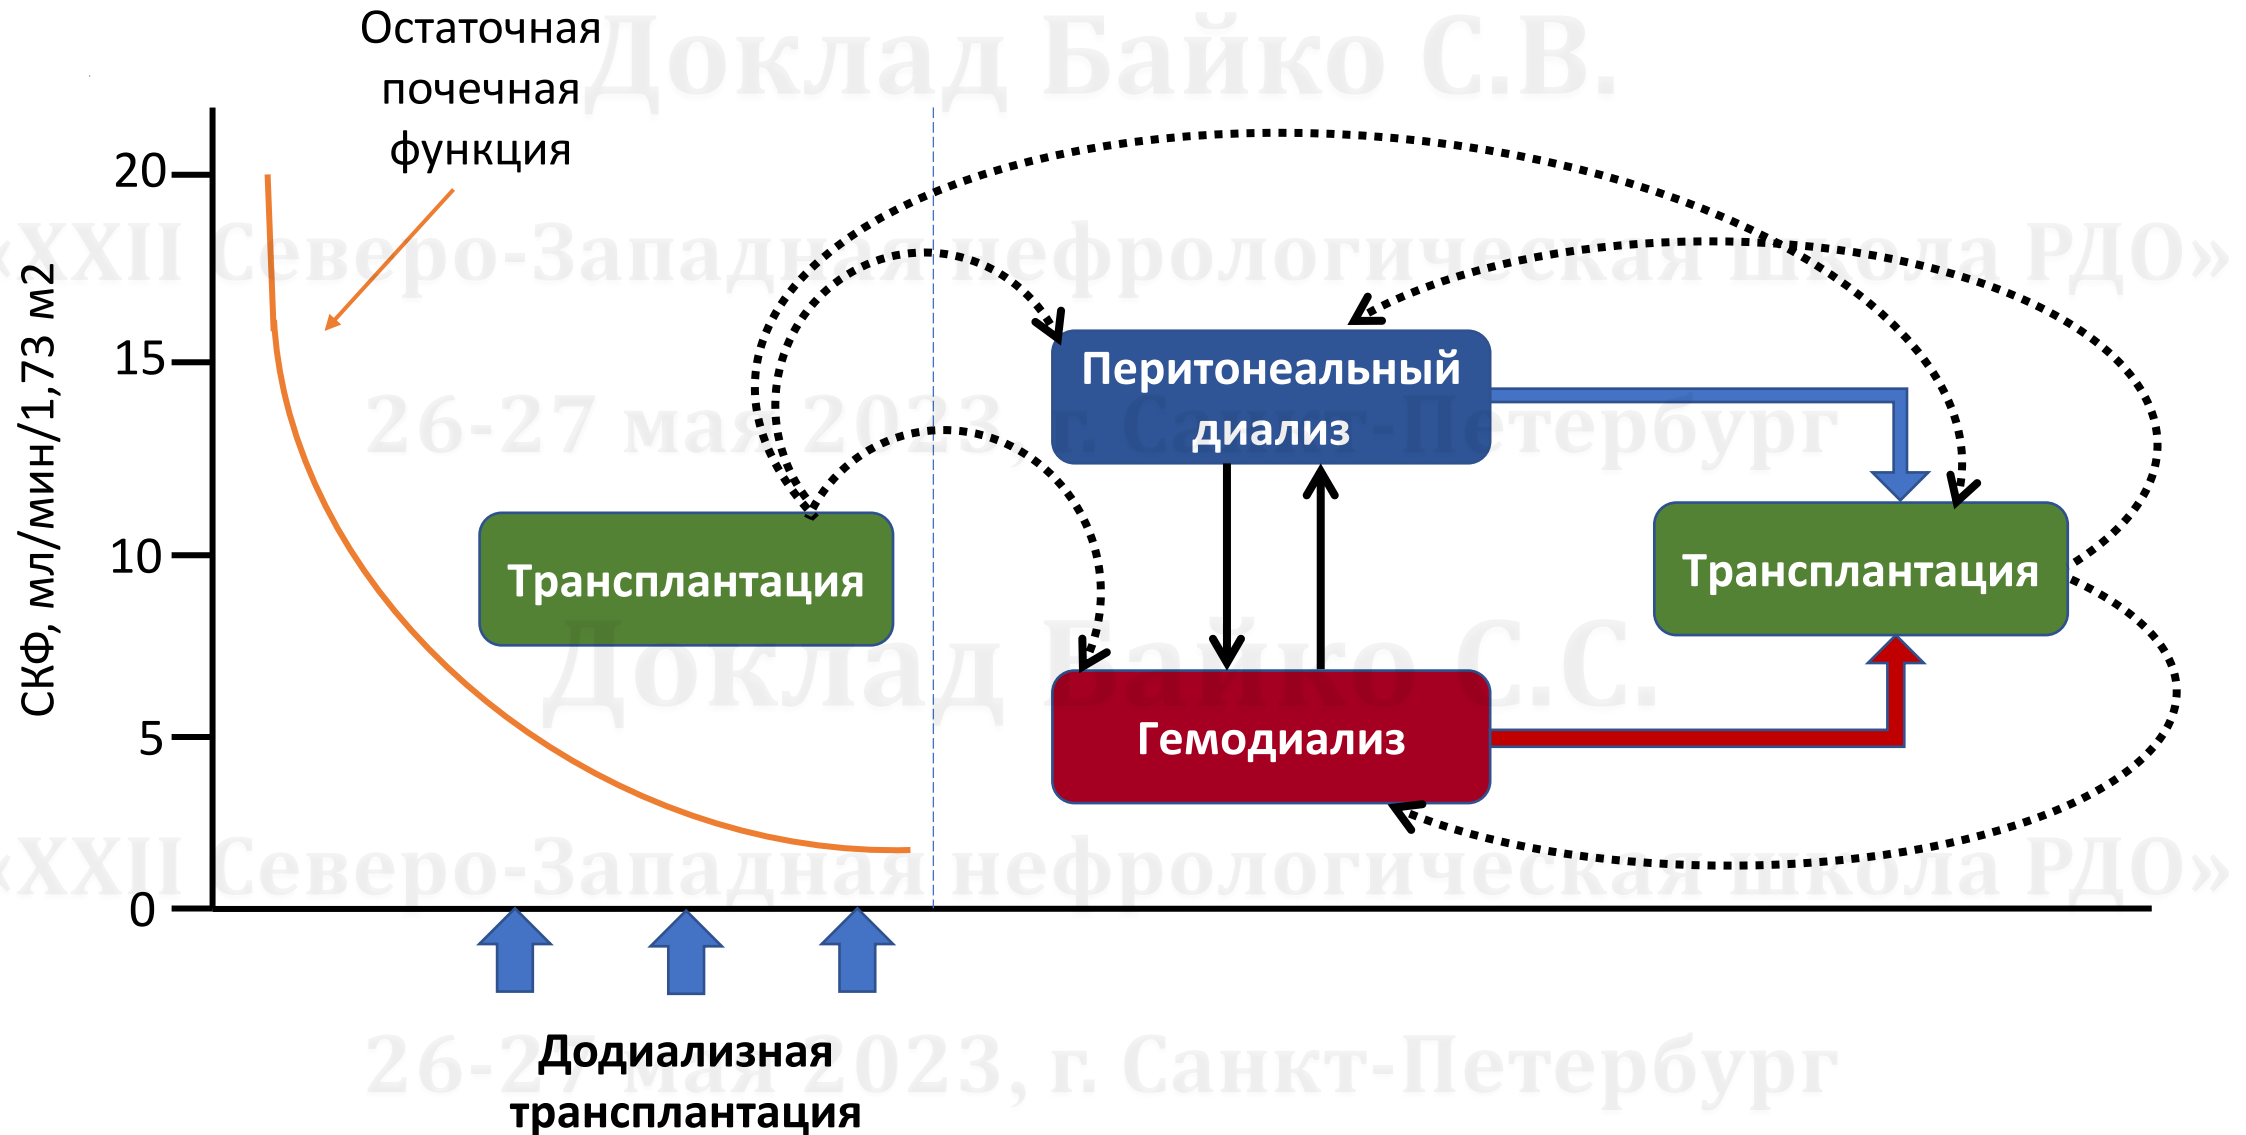 Доклад Байко С.В.
Остаточная
почечная
функция
20
«XXII Северо-Западная нефрологическая школа РДО»
СКФ, мл/мин/1,73 м2
15
Перитонеальный
диализ
26-27 мая 2023, г. Санкт-Петербург
10
Трансплантация
Трансплантация
Доклад Байко С.С.
5
Гемодиализ
«XXII Северо-Западная нефрологическая школа РДО»
0
Додиализная
трансплантация
26-27 мая 2023, г. Санкт-Петербург